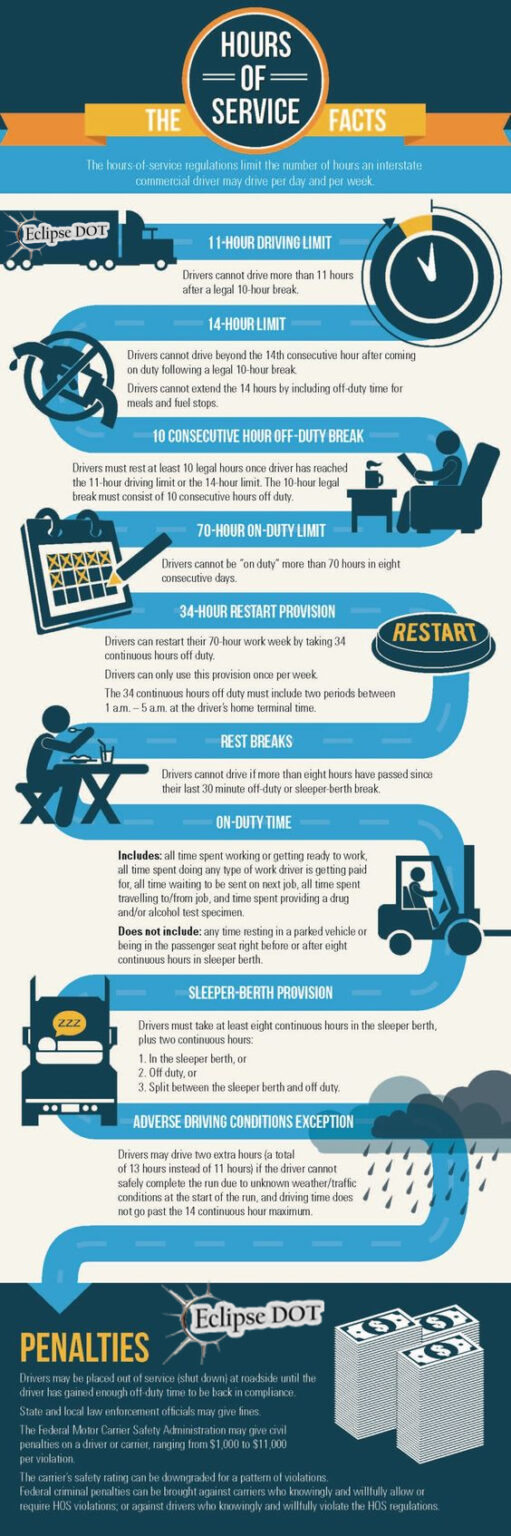 HOURS
OF
SERVICE
THE
FACTS
The hours-of-service regulations limit the number of hours an interstate
commercial driver may drive per day and per week.
Eclipse DOT
11-HOUR DRIVING LIMIT
Drivers cannot drive more than 11 hours
after a legal 10-hour break.
14-HOUR LIMIT
Drivers cannot drive beyond the 14th consecutive hour after coming
on duty following a legal 10-hour break.
Drivers cannot extend the 14 hours by including off-duty time for
meals and fuel stops.
10 CONSECUTIVE HOUR OFF-DUTY BREAK
Drivers must rest at least 10 legal hours once driver has reached
the 11-hour driving limit or the 14-hour limit. The 10-hour legal
break must consist of 10 consecutive hours off duty.
70-HOUR ON-DUTY LIMIT
Drivers cannot be "on duty" more than 70 hours in eight
consecutive days.
34-HOUR RESTART PROVISION
RESTART
Drivers can restart their 70-hour work week by taking 34
continuous hours off duty.
Drivers can only use this provision once per week.
The 34 continuous hours off duty must include two periods between
1 a.m. – 5 a.m. at the driver's home terminal time.
REST BREAKS
Drivers cannot drive if more than eight hours have passed since
their last 30 minute off-duty or sleeper-berth break.
ON-DUTY TIME
Includes: all time spent working or getting ready to work,
all time spent doing any type of work driver is getting paid
for, all time waiting to be sent on next job, all time spent
travelling to/from job, and time spent providing a drug
and/or alcohol test specimen.
Does not include: any time resting in a parked vehicle or
being in the passenger seat right before or after eight
continuous hours in sleeper berth.
SLEEPER-BERTH PROVISION
ZZZ
Drivers must take at least eight continuous hours in the sleeper berth,
plus two continuous hours:
1. In the sleeper berth, or
2. Off duty, or
3. Split between the sleeper berth and off duty.
ADVERSE DRIVING CONDITIONS EXCEPTION
Drivers may drive two extra hours (a total
of 13 hours instead of 11 hours) if the driver cannot
safely complete the run due to unknown weather/traffic
conditions at the start of the run, and driving time does
not go past the 14 continuous hour maximum.
Eclipse DOT
PENALTIES
Drivers may be placed out of service (shut down) at roadside until the
driver has gained enough off-duty time to be back in compliance.
State and local law enforcement officials may give fines.
The Federal Motor Carrier Safety Administration may give civil
penalties on a driver or carrier, ranging from $1,000 to $11,000
per violation.
The carrier's safety rating can be downgraded for a pattern of violations.
Federal criminal penalties can be brought against carriers who knowingly and willfully allow or
require HOS violations; or against drivers who knowingly and willfully violate the HOS regulations.